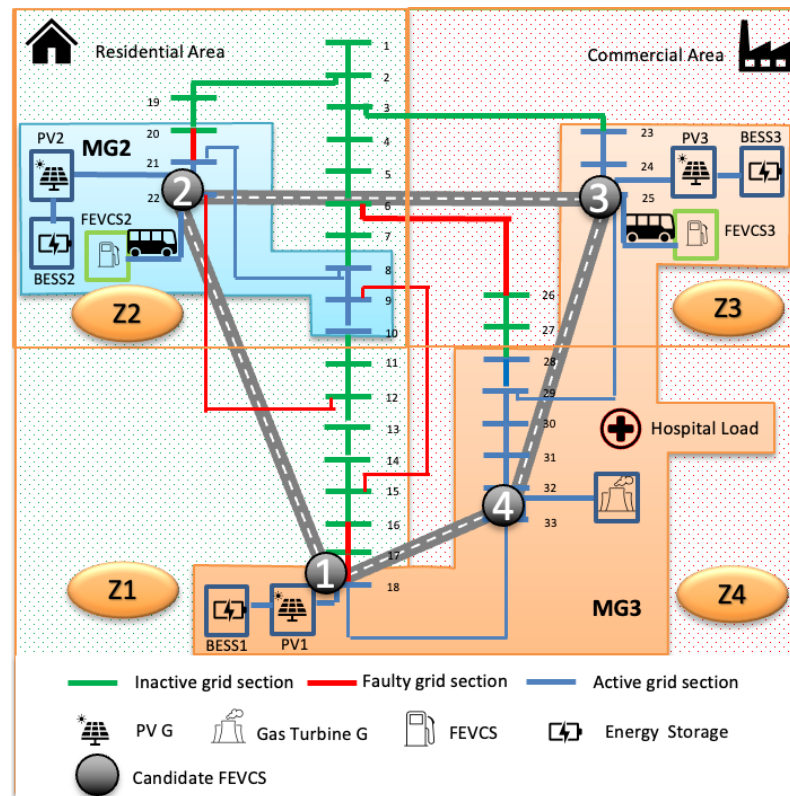 Residential Area
Commercial Area
1
2
3
4
5
6
7
8
9
10
11
12
13
14
15
16
17
18
19
20
21
22
23
24
25
26
27
28
29
30
31
32
33
PV2
MG2
2
FEVCS2
BESS2
Z2
PV3
BESS3
3
FEVCS3
Z3
Hospital Load
4
1
Z1
BESS1
PV1
MG3
Z4
Inactive grid section
Faulty grid section
Active grid section
PV G
Gas Turbine G
FEVCS
Energy Storage
Candidate FEVCS